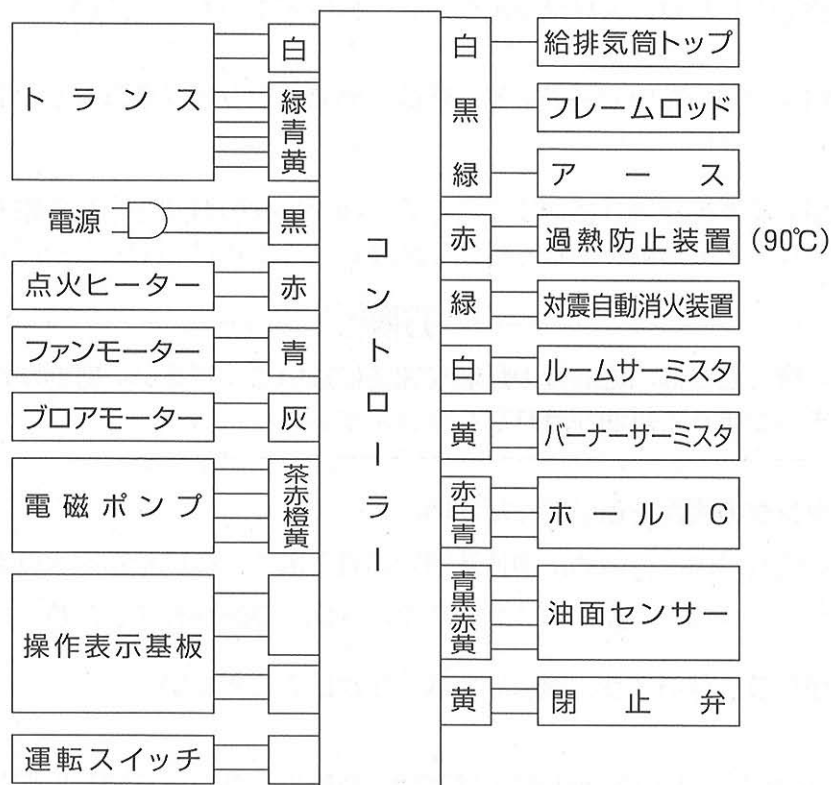 トランス
白
緑
青
黄
電源
黒
点火ヒーター
赤
ファンモーター
青
ブロアモーター
灰
電磁ポンプ
茶
赤
橙
黄
操作表示基板
運転スイッチ
コントローラー
白
給排気筒トップ
黒
フレームロッド
緑
アース
赤
過熱防止装置 (90℃)
緑
対震自動消火装置
白
ルームサーミスタ
黄
バーナーサーミスタ
赤
白
青
ホールIC
青
黒
赤
黄
油面センサー
黄
閉止弁